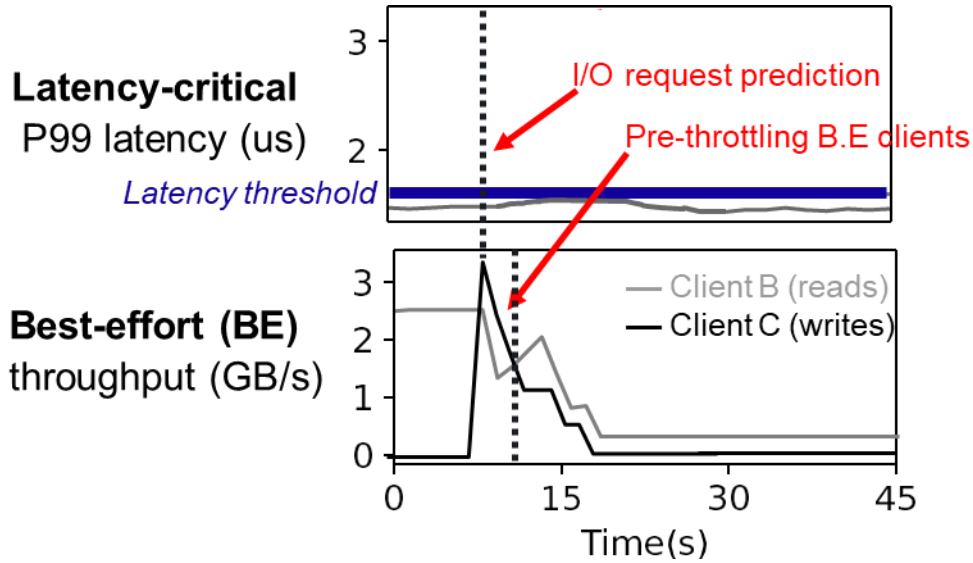 3
I/O request prediction
Latency-critical
P99 latency (us)
2
Pre-throttling B.E clients
Latency threshold
3
Client B (reads)
Best-effort (BE)
Client C (writes)
2
throughput (GB/s)
1
0
0 15 30 45
Time(s)